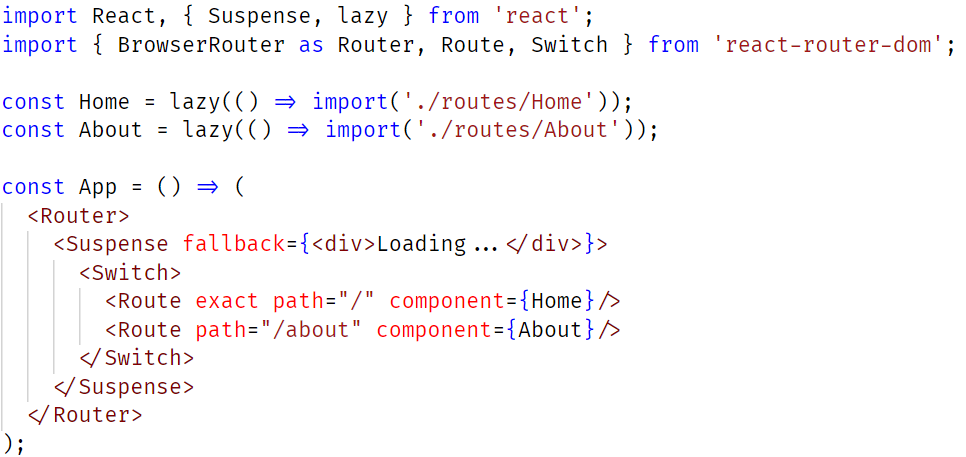 import React, { Suspense, lazy } from 'react';
import { BrowserRouter as Router, Route, Switch } from 'react-router-dom';

const Home = lazy(() => import('./routes/Home'));
const About = lazy(() => import('./routes/About'));

const App = () => (
  <Router>
    <Suspense fallback={<div>Loading...</div>}>
      <Switch>
        <Route exact path="/" component={Home}/>
        <Route path="/about" component={About}/>
      </Switch>
    </Suspense>
  </Router>
);